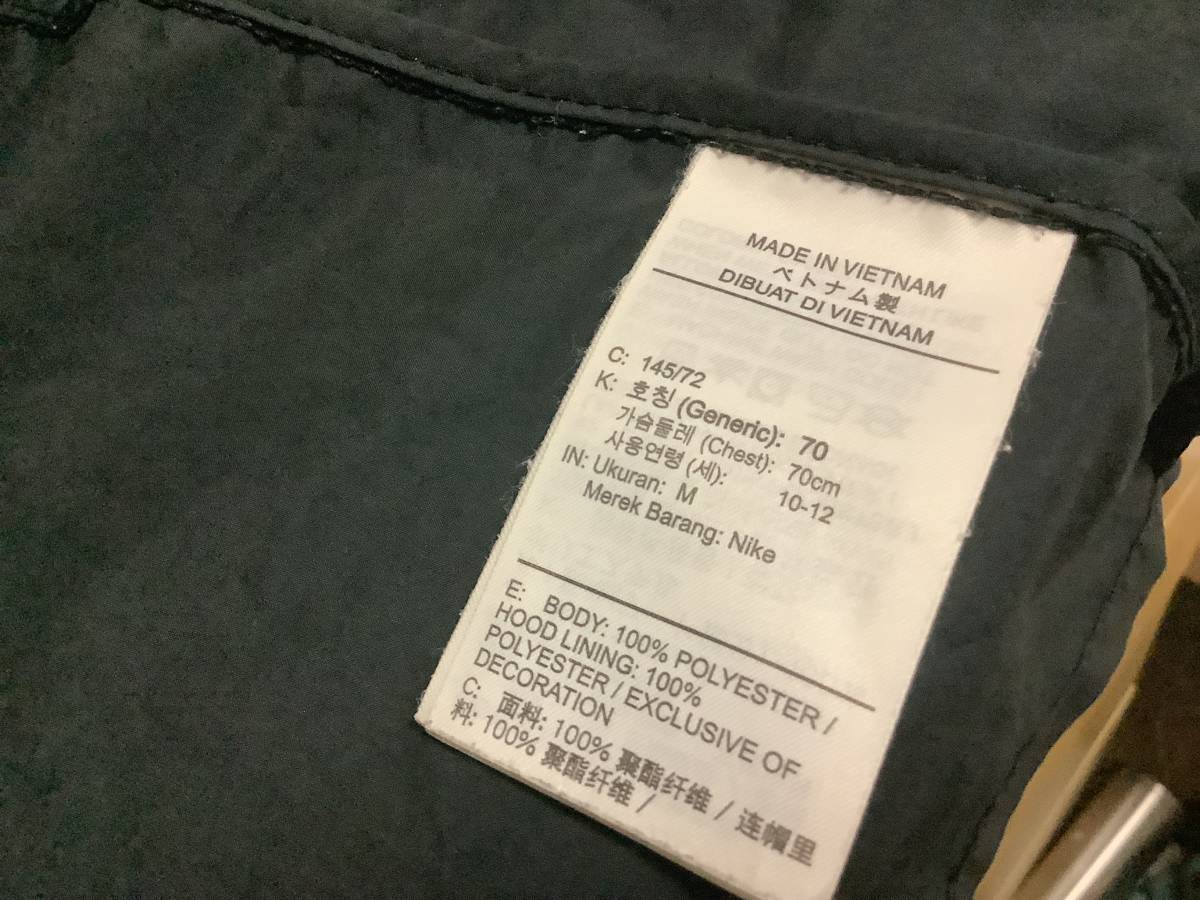 MADE IN VIETNAM
ベトナム製
DIBUAT DI VIETNAM
C: 145/72
K: 호칭 (Generic): 70
가슴둘레 (Chest): 70cm
사용연령 (세): 10-12
IN: Ukuran: M
Merek Barang: Nike
E: BODY: 100% POLYESTER /
HOOD LINING: 100%
POLYESTER / EXCLUSIVE OF
DECORATION
C: 面料: 100% 聚酯纤维 / 连帽里
料: 100% 聚酯纤维 /